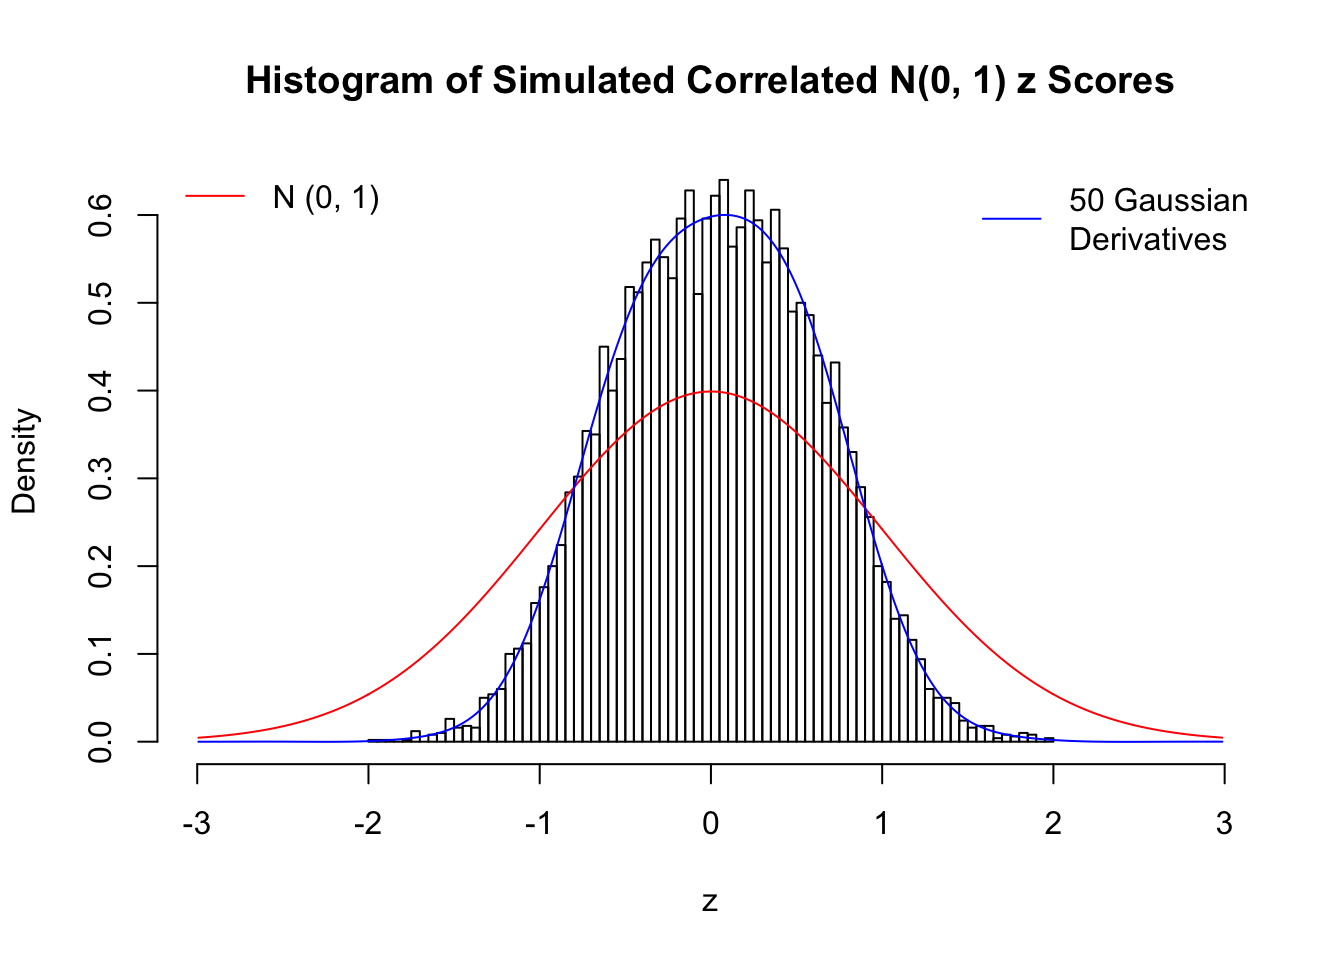 Histogram of Simulated Correlated N(0, 1) z Scores
N (0, 1)
50 Gaussian
Derivatives
Density
0.6
0.5
0.4
0.3
0.2
0.1
0.0
-3 -2 -1 0 1 2 3
z